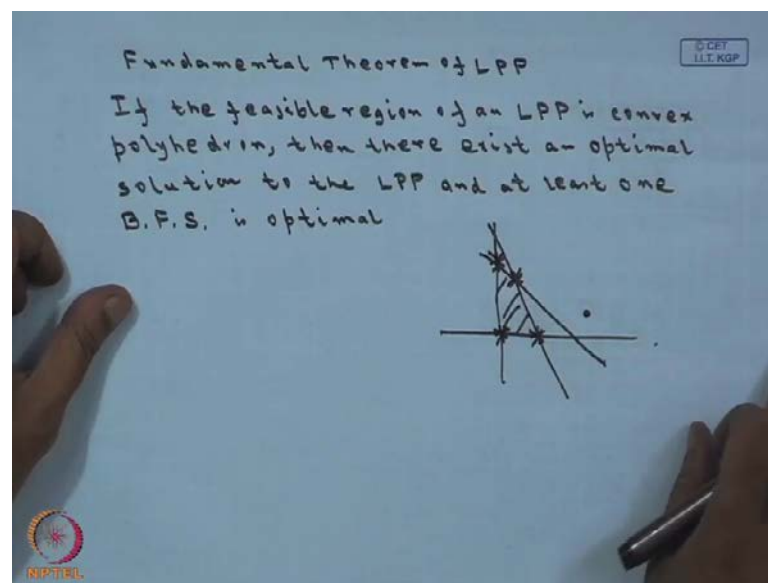 Fundamental Theorem of LPP
© CET
I.I.T. KGP
If the feasible region of an LPP is convex
polyhedron, then there exist an optimal
solution to the LPP and at least one
B.F.S. is optimal
NPTEL